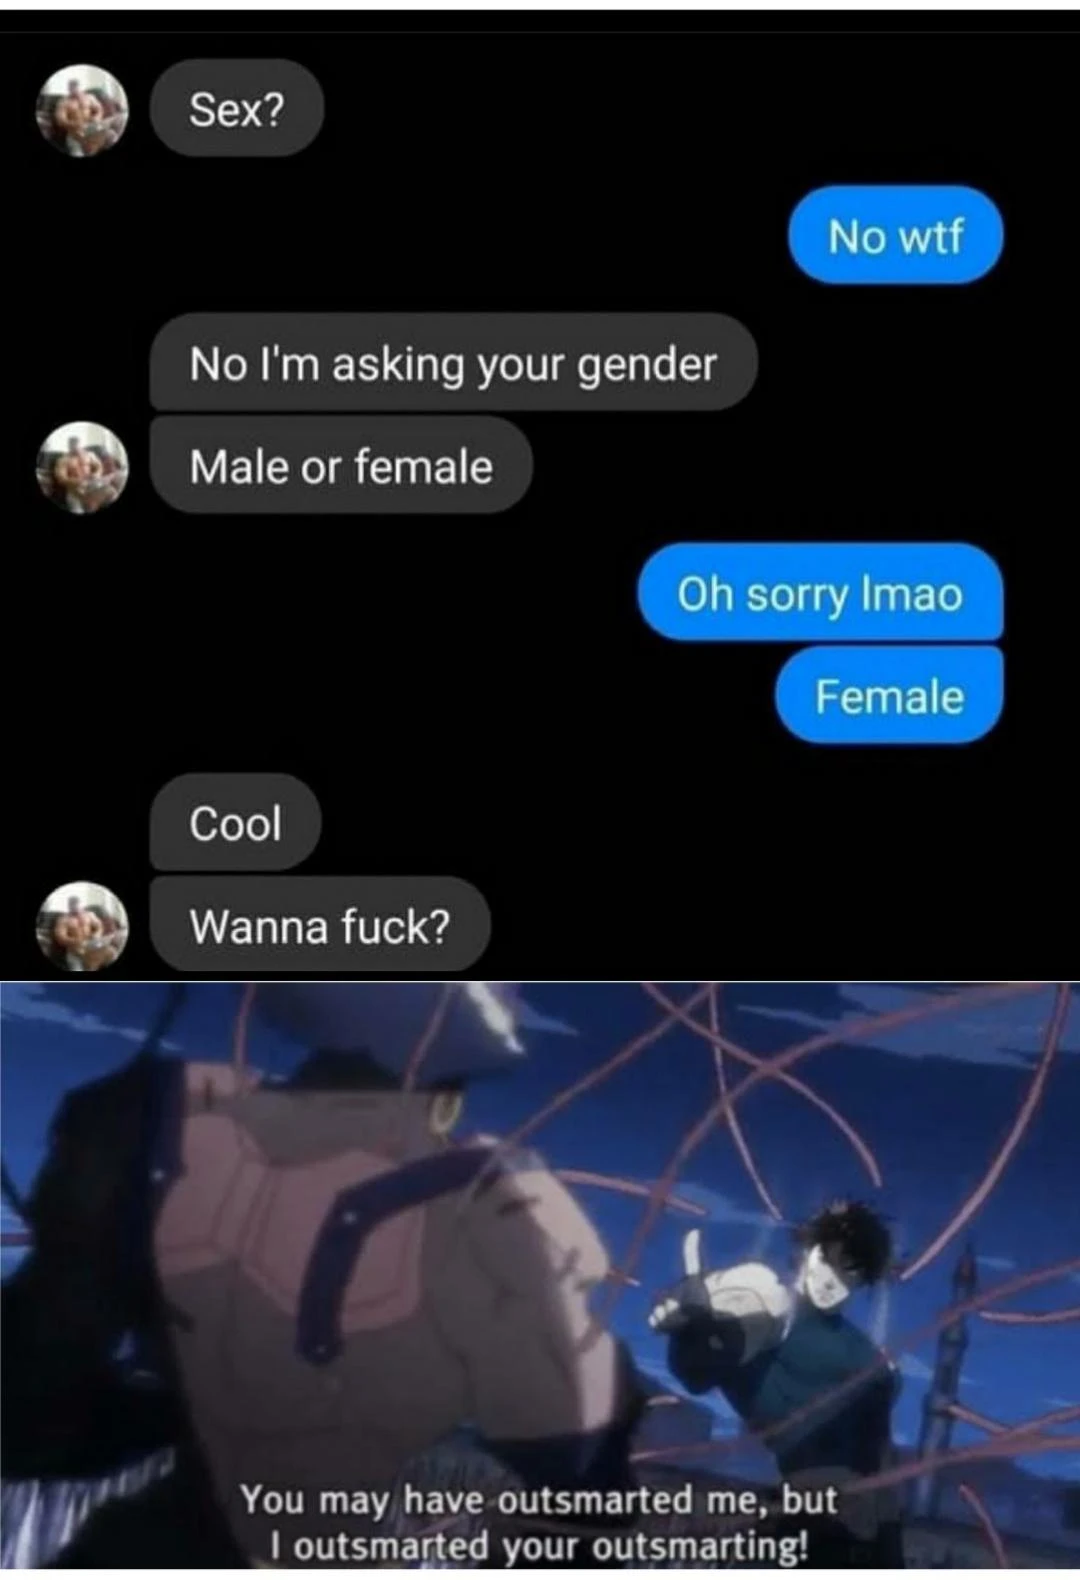 Sex?
No wtf
No I'm asking your gender
Male or female
Oh sorry lmao
Female
Cool
Wanna fuck?
You may have outsmarted me, but
I outsmarted your outsmarting!